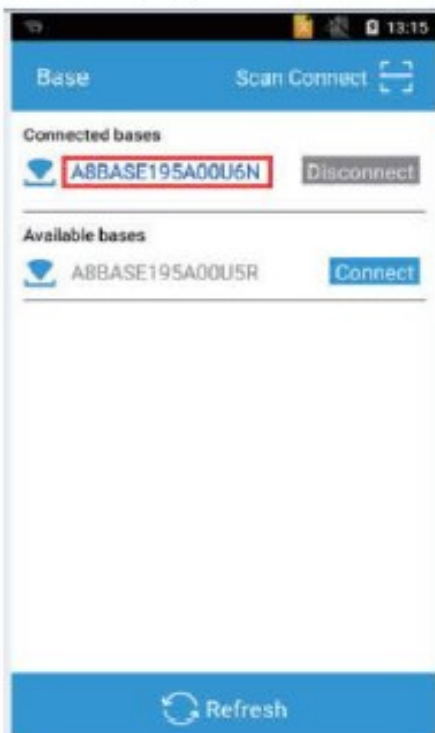 13:15
Base Scan Connect
Connected bases
A8BASE195A00U6N Disconnect
Available bases
A8BASE195A00U5R Connect
Refresh